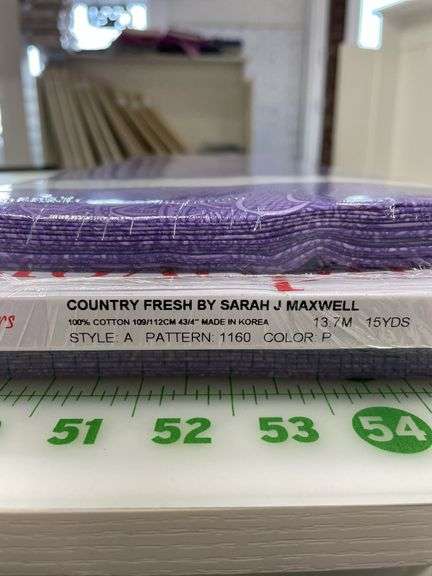 COUNTRY FRESH BY SARAH J MAXWELL
100% COTTON 109/112CM 43/4" MADE IN KOREA 13.7M 15YDS
STYLE: A PATTERN: 1160 COLOR: P
51 52 53 54